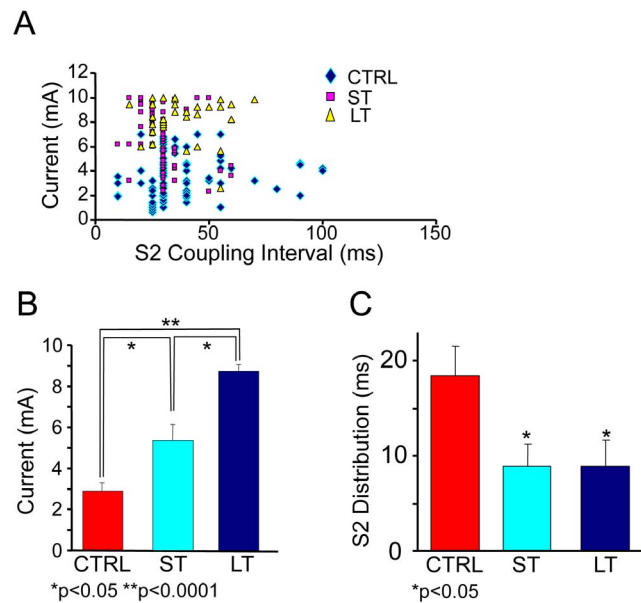 A
CTRL
ST
LT
Current (mA)
12
10
8
6
4
2
0
0
50
100
150
S2 Coupling Interval (ms)
B
**
*
*
Current (mA)
10
8
6
4
2
0
CTRL
ST
LT
*p<0.05 **p<0.0001
C
S2 Distribution (ms)
20
10
0
*
*
CTRL
ST
LT
*p<0.05